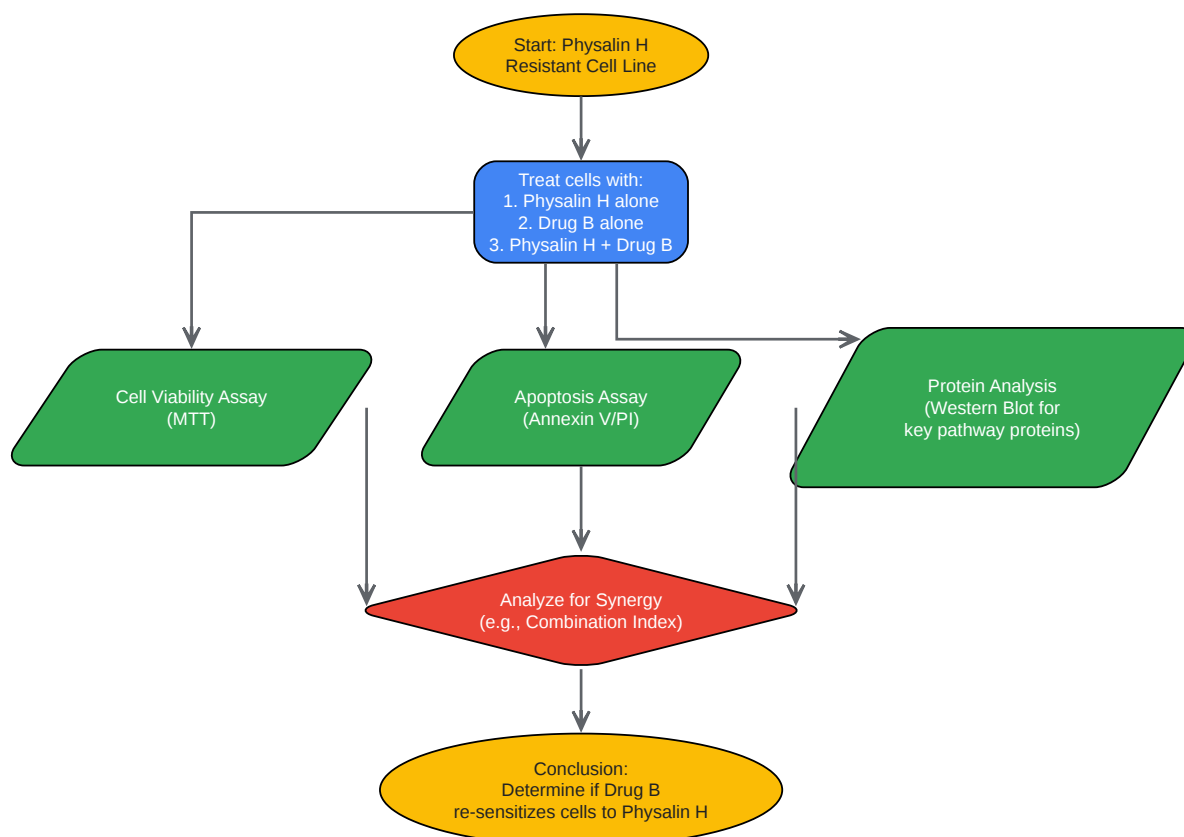 Start: Physalin H
Resistant Cell Line
Treat cells with:
1. Physalin H alone
2. Drug B alone
3. Physalin H + Drug B
Cell Viability Assay
(MTT)
Apoptosis Assay
(Annexin V/PI)
Protein Analysis
(Western Blot for
key pathway proteins)
Analyze for Synergy
(e.g., Combination Index)
Conclusion:
Determine if Drug B
re-sensitizes cells to Physalin H